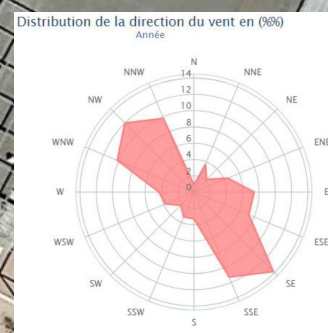 Distribution de la direction du vent en (%%)
Année
N
NNW
NNE
NW
NE
WNW
ENE
W
E
WSW
ESE
SW
SE
SSW
SSE
S
14
12
10
8
6
4
2
0